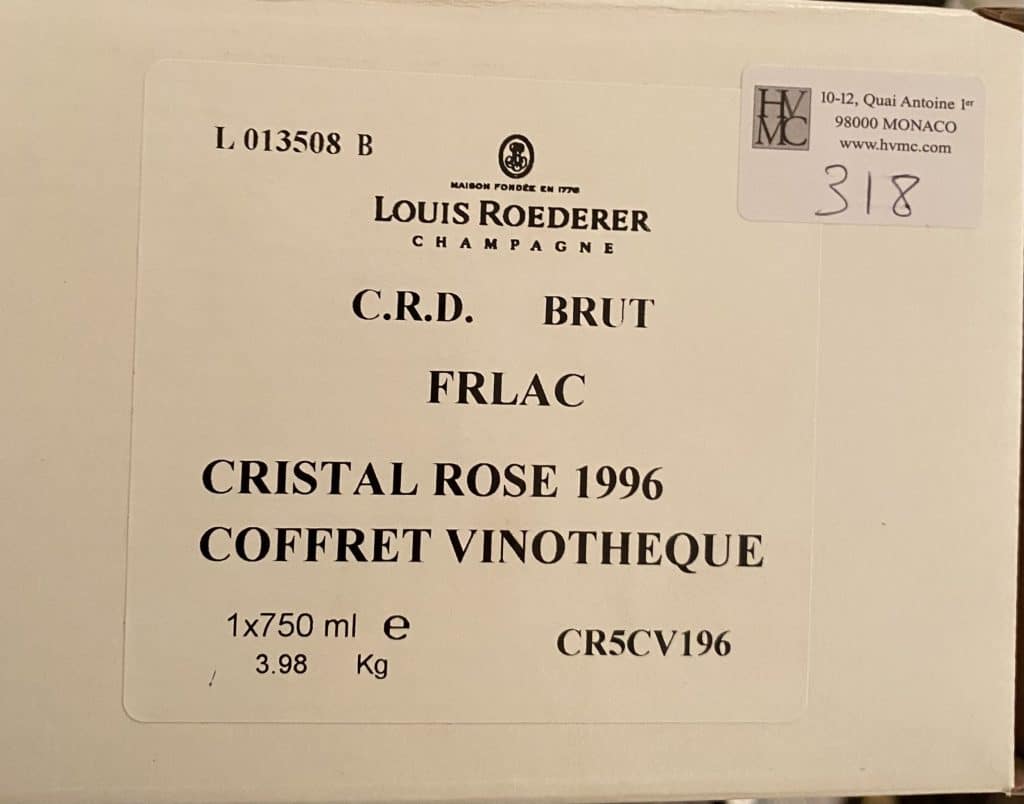 L 013508 B
MAISON FONDÉE EN 1776
LOUIS ROEDERER
CHAMPAGNE
C.R.D. BRUT
FRLAC
CRISTAL ROSE 1996
COFFRET VINOTHEQUE
1x750 ml e
3.98 Kg
CR5CV196
HVMC
10-12, Quai Antoine 1er
98000 MONACO
www.hvmc.com
318